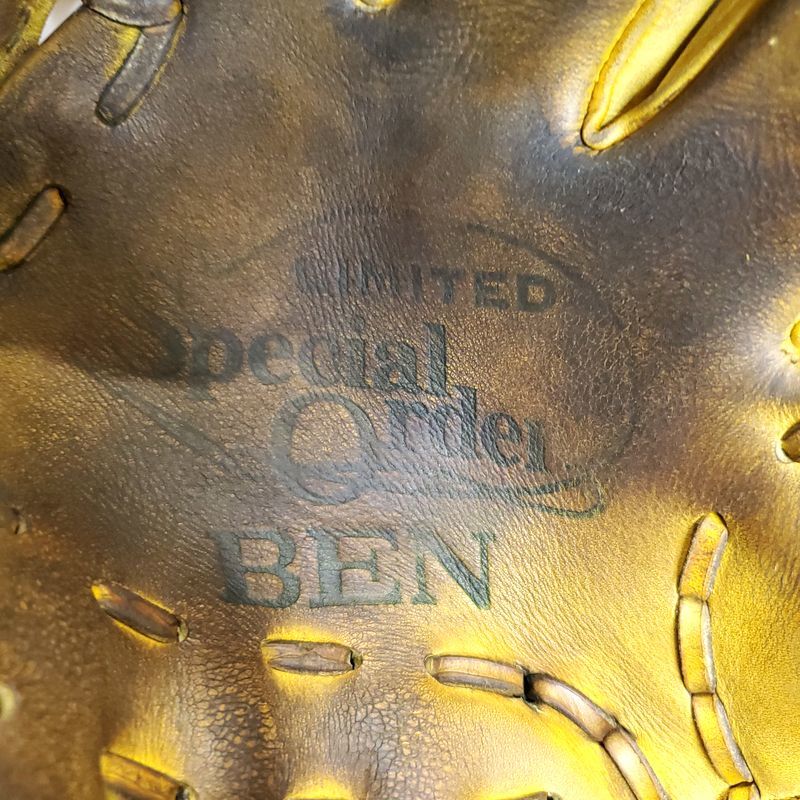 LIMITED
Special
Order
BEN